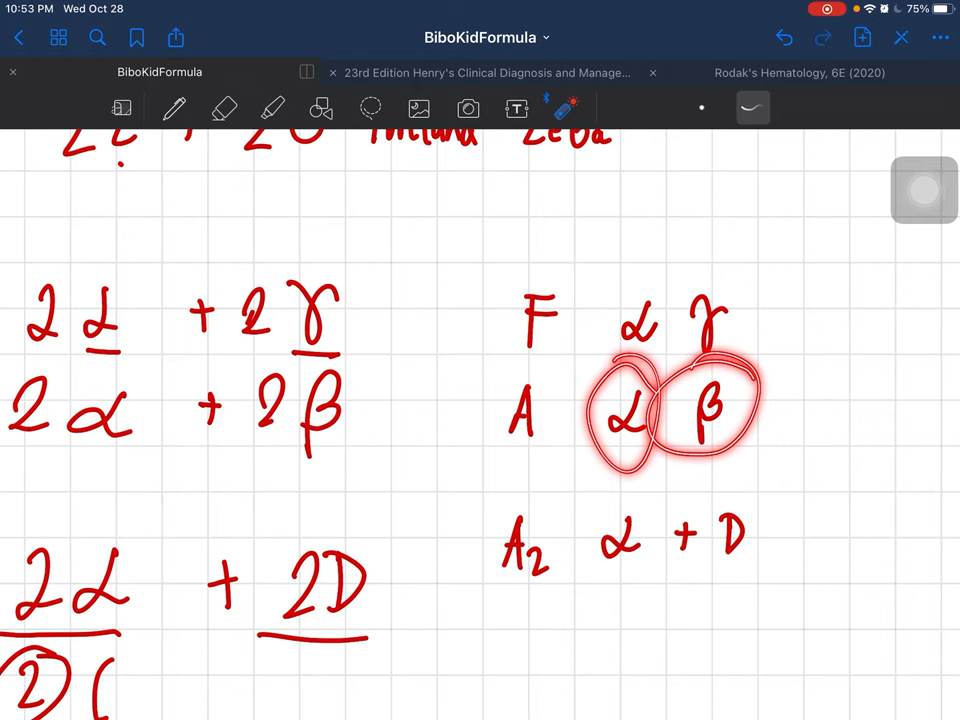 10:53 PM Wed Oct 28
75%
BiboKidFormula
BiboKidFormula
23rd Edition Henry's Clinical Diagnosis and Manage...
Rodak's Hematology, 6E (2020)
2α + 2γ
F α γ
2α + 2β
A α β
A2 α + D
2α + 2D
2 (